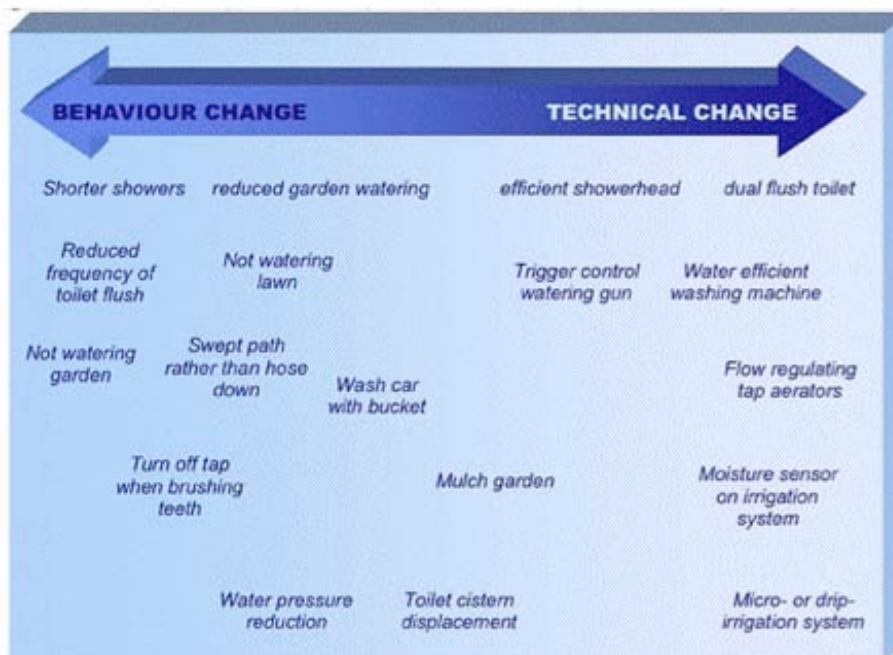 BEHAVIOUR CHANGE
TECHNICAL CHANGE
Shorter showers
reduced garden watering
efficient showerhead
dual flush toilet
Reduced
frequency of
toilet flush
Not watering
lawn
Trigger control
watering gun
Water efficient
washing machine
Not watering
garden
Swept path
rather than hose
down
Wash car
with bucket
Flow regulating
tap aerators
Turn off tap
when brushing
teeth
Mulch garden
Moisture sensor
on irrigation
system
Water pressure
reduction
Toilet cistern
displacement
Micro- or drip-
irrigation system